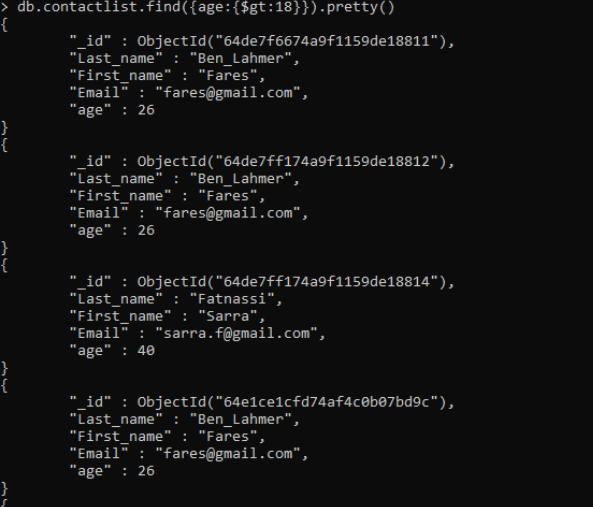 > db.contactlist.find({age:{$gt:18}}).pretty()
{
"_id" : ObjectId("64de7f6674a9f1159de18811"),
"Last_name" : "Ben_Lahmer",
"First_name" : "Fares",
"Email" : "fares@gmail.com",
"age" : 26
}
{
"_id" : ObjectId("64de7ff174a9f1159de18812"),
"Last_name" : "Ben_Lahmer",
"First_name" : "Fares",
"Email" : "fares@gmail.com",
"age" : 26
}
{
"_id" : ObjectId("64de7ff174a9f1159de18814"),
"Last_name" : "Fatnassi",
"First_name" : "Sarra",
"Email" : "sarra.f@gmail.com",
"age" : 40
}
{
"_id" : ObjectId("64e1ce1cfd74af4c0b07bd9c"),
"Last_name" : "Ben_Lahmer",
"First_name" : "Fares",
"Email" : "fares@gmail.com",
"age" : 26
}
{